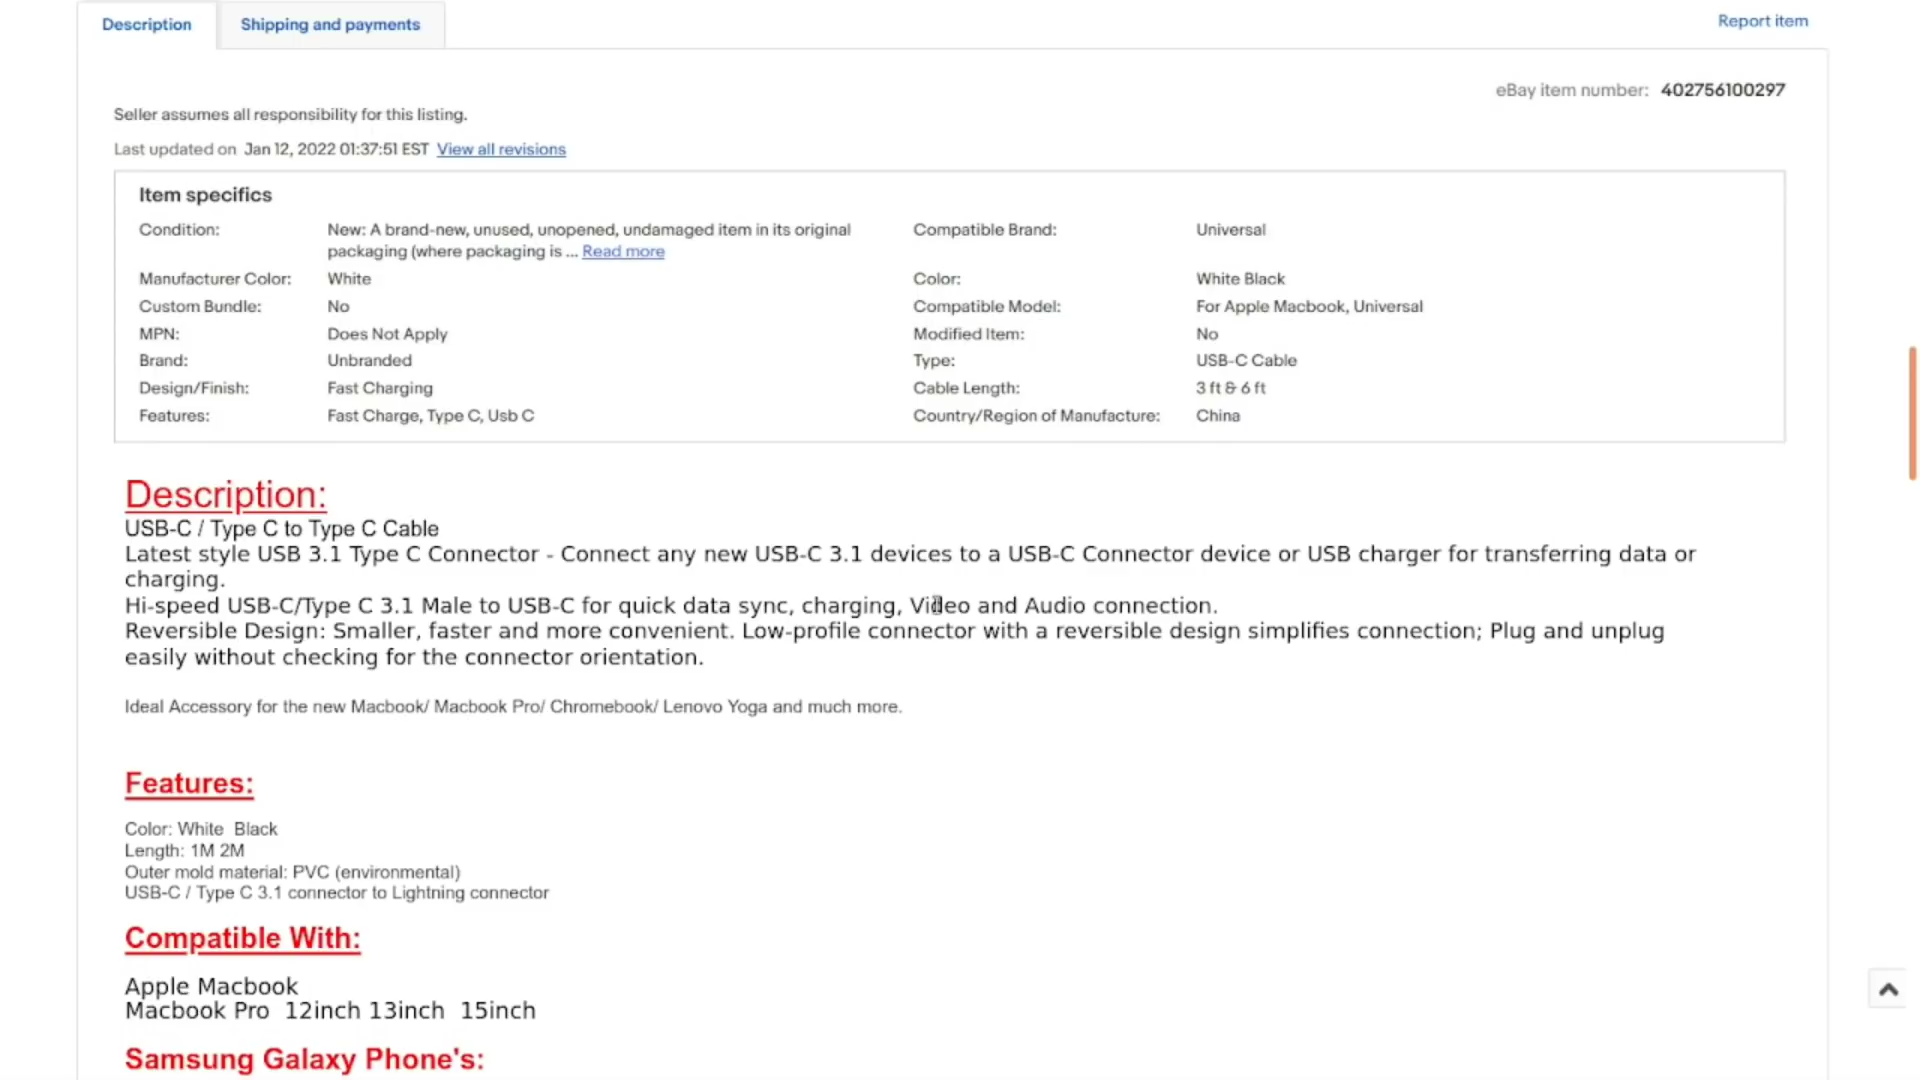 Description
Shipping and payments
Report item
eBay item number: 402756100297
Seller assumes all responsibility for this listing.
Last updated on Jan 12, 2022 01:37:51 EST View all revisions
Item specifics
Condition: New: A brand-new, unused, unopened, undamaged item in its original
packaging (where packaging is ... Read more
Compatible Brand: Universal
Manufacturer Color: White
Color: White Black
Custom Bundle: No
Compatible Model: For Apple Macbook, Universal
MPN: Does Not Apply
Modified Item: No
Brand: Unbranded
Type: USB-C Cable
Design/Finish: Fast Charging
Cable Length: 3 ft & 6 ft
Features: Fast Charge, Type C, Usb C
Country/Region of Manufacture: China
Description:
USB-C / Type C to Type C Cable
Latest style USB 3.1 Type C Connector - Connect any new USB-C 3.1 devices to a USB-C Connector device or USB charger for transferring data or
charging.
Hi-speed USB-C/Type C 3.1 Male to USB-C for quick data sync, charging, Video and Audio connection.
Reversible Design: Smaller, faster and more convenient. Low-profile connector with a reversible design simplifies connection; Plug and unplug
easily without checking for the connector orientation.
Ideal Accessory for the new Macbook/ Macbook Pro/ Chromebook/ Lenovo Yoga and much more.
Features:
Color: White Black
Length: 1M 2M
Outer mold material: PVC (environmental)
USB-C / Type C 3.1 connector to Lightning connector
Compatible With:
Apple Macbook
Macbook Pro 12inch 13inch 15inch
Samsung Galaxy Phone's: